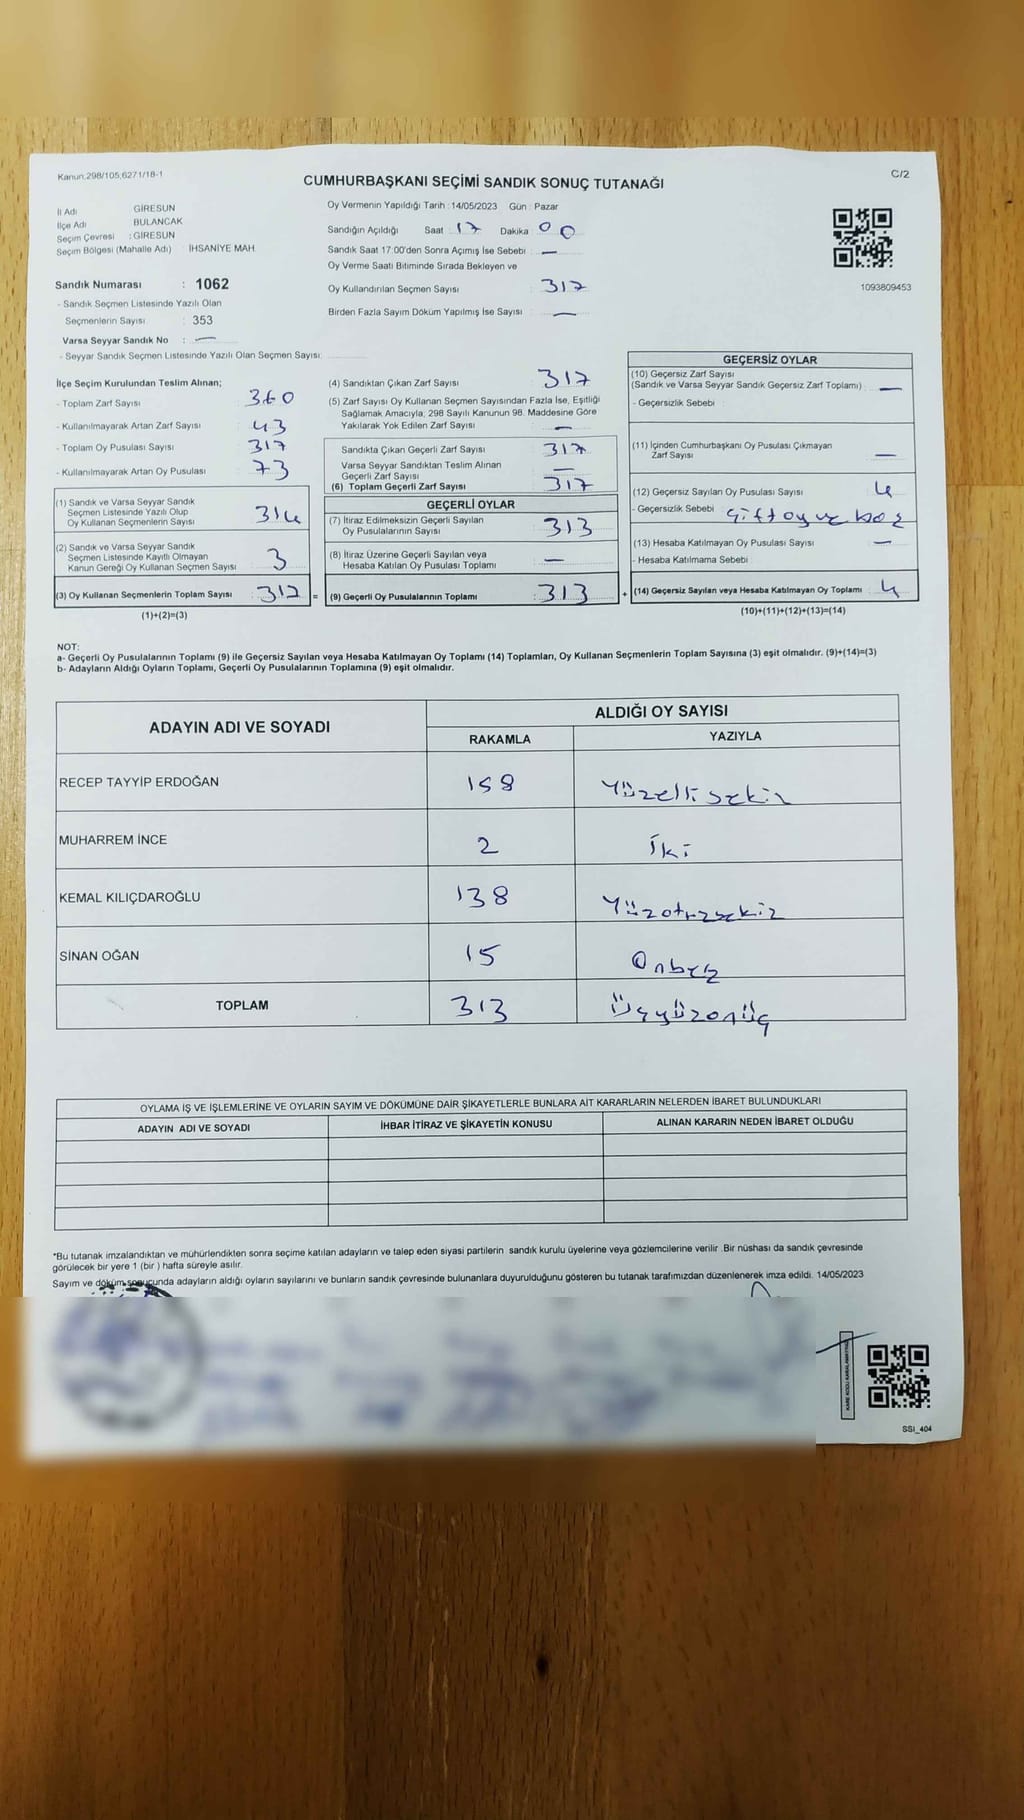 Kanun;298/105;6271/18-1
C/2
CUMHURBAŞKANI SEÇİMİ SANDIK SONUÇ TUTANAĞI
İl Adı GİRESUN
İlçe Adı BULANCAK
Seçim Çevresi : GİRESUN
Seçim Bölgesi (Mahalle Adı) İHSANİYE MAH.
Sandık Numarası : 1062
- Sandık Seçmen Listesinde Yazılı Olan
Seçmenlerin Sayısı : 353
Varsa Seyyar Sandık No : —
- Seyyar Sandık Seçmen Listesinde Yazılı Olan Seçmen Sayısı:
Oy Vermenin Yapıldığı Tarih : 14/05/2023 Gün : Pazar
Sandığın Açıldığı Saat 17 Dakika 00
Sandık Saat 17:00'den Sonra Açımış İse Sebebi : —
Oy Verme Saati Bitiminde Sırada Bekleyen ve
Oy Kullandırılan Seçmen Sayısı 317
Birden Fazla Sayım Döküm Yapılmış İse Sayısı —
1093809453
İlçe Seçim Kurulundan Teslim Alınan;
- Toplam Zarf Sayısı : 360
- Kullanılmayarak Artan Zarf Sayısı : 43
- Toplam Oy Pusulası Sayısı : 317
- Kullanılmayarak Artan Oy Pusulası : 73
(1) Sandık ve Varsa Seyyar Sandık
Seçmen Listesinde Yazılı Olup
Oy Kullanan Seçmenlerin Sayısı : 314
(2) Sandık ve Varsa Seyyar Sandık
Seçmen Listesinde Kayıtlı Olmayan
Kanun Gereği Oy Kullanan Seçmen Sayısı : 3
(3) Oy Kullanan Seçmenlerin Toplam Sayısı : 317 =
(1)+(2)=(3)
(4) Sandıktan Çıkan Zarf Sayısı : 317
(5) Zarf Sayısı Oy Kullanan Seçmen Sayısından Fazla İse, Eşitliği
Sağlamak Amacıyla; 298 Sayılı Kanunun 98. Maddesine Göre
Yakılarak Yok Edilen Zarf Sayısı : —
Sandıkta Çıkan Geçerli Zarf Sayısı : 317
Varsa Seyyar Sandıktan Teslim Alınan
Geçerli Zarf Sayısı : —
(6) Toplam Geçerli Zarf Sayısı : 317
GEÇERLİ OYLAR
(7) İtiraz Edilmeksizin Geçerli Sayılan
Oy Pusulalarının Sayısı : 313
(8) İtiraz Üzerine Geçerli Sayılan veya
Hesaba Katılan Oy Pusulası Toplamı : —
(9) Geçerli Oy Pusulalarının Toplamı : 313 +
GEÇERSİZ OYLAR
(10) Geçersiz Zarf Sayısı
(Sandık ve Varsa Seyyar Sandık Geçersiz Zarf Toplamı) : —
- Geçersizlik Sebebi :
(11) İçinden Cumhurbaşkanı Oy Pusulası Çıkmayan
Zarf Sayısı : —
(12) Geçersiz Sayılan Oy Pusulası Sayısı : 4
- Geçersizlik Sebebi : çift oy ve boş
(13) Hesaba Katılmayan Oy Pusulası Sayısı : —
- Hesaba Katılmama Sebebi
(14) Geçersiz Sayılan veya Hesaba Katılmayan Oy Toplamı : 4
(10)+(11)+(12)+(13)=(14)
NOT:
a- Geçerli Oy Pusulalarının Toplamı (9) ile Geçersiz Sayılan veya Hesaba Katılmayan Oy Toplamı (14) Toplamları, Oy Kullanan Seçmenlerin Toplam Sayısına (3) eşit olmalıdır. (9)+(14)=(3)
b- Adayların Aldığı Oyların Toplamı, Geçerli Oy Pusulalarının Toplamına (9) eşit olmalıdır.
ADAYIN ADI VE SOYADI ALDIĞI OY SAYISI
RAKAMLA YAZIYLA
RECEP TAYYİP ERDOĞAN 158 Yüzellisekiz
MUHARREM İNCE 2 İki
KEMAL KILIÇDAROĞLU 138 Yüzotuzsekiz
SİNAN OĞAN 15 Onbeş
TOPLAM 313 Üçyüzonüç
OYLAMA İŞ VE İŞLEMLERİNE VE OYLARIN SAYIM VE DÖKÜMÜNE DAİR ŞİKAYETLERLE BUNLARA AİT KARARLARIN NELERDEN İBARET BULUNDUKLARI
ADAYIN ADI VE SOYADI İHBAR İTİRAZ VE ŞİKAYETİN KONUSU ALINAN KARARIN NEDEN İBARET OLDUĞU
*Bu tutanak imzalandıktan ve mühürlendikten sonra seçime katılan adayların ve talep eden siyasi partilerin sandık kurulu üyelerine veya gözlemcilerine verilir .Bir nüshası da sandık çevresinde
görülecek bir yere 1 (bir ) hafta süreyle asılır.
Sayım ve döküm sonucunda adayların aldığı oyların sayılarını ve bunların sandık çevresinde bulunanlara duyurulduğunu gösteren bu tutanak tarafımızdan düzenlenerek imza edildi. 14/05/2023
SSI_404